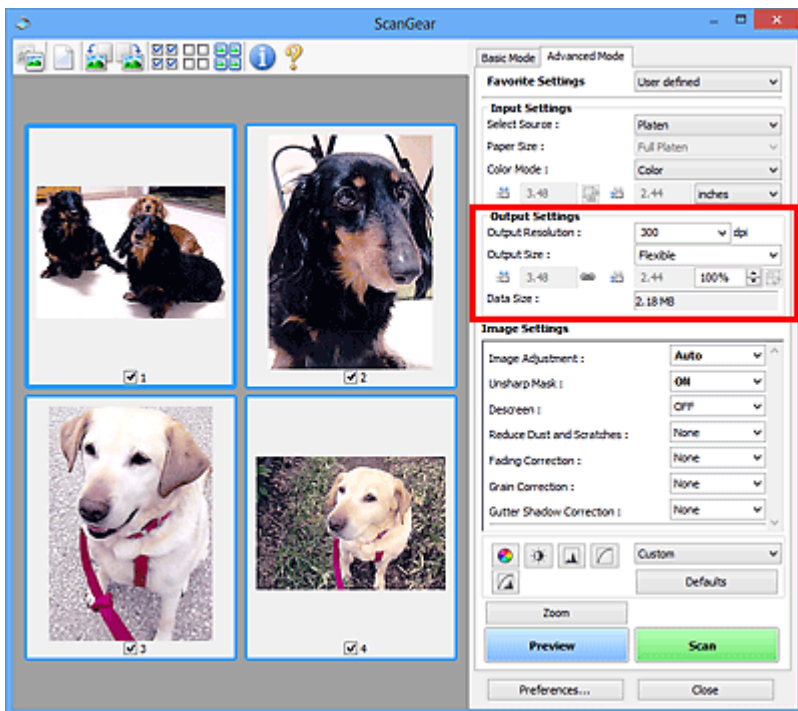 ScanGear
Basic Mode Advanced Mode
Favorite Settings User defined
Input Settings
Select Source : Platen
Paper Size : Full Platen
Color Mode : Color
3.48 2.44 inches
Output Settings
Output Resolution : 300 dpi
Output Size : Flexible
3.48 2.44 100%
Data Size : 2.18 MB
Image Settings
Image Adjustment : Auto
Unsharp Mask : ON
Descreen : OFF
Reduce Dust and Scratches : None
Fading Correction : None
Grain Correction : None
Gutter Shadow Correction : None
Custom
Defaults
Zoom
Preview Scan
Preferences... Close
1 2
3 4